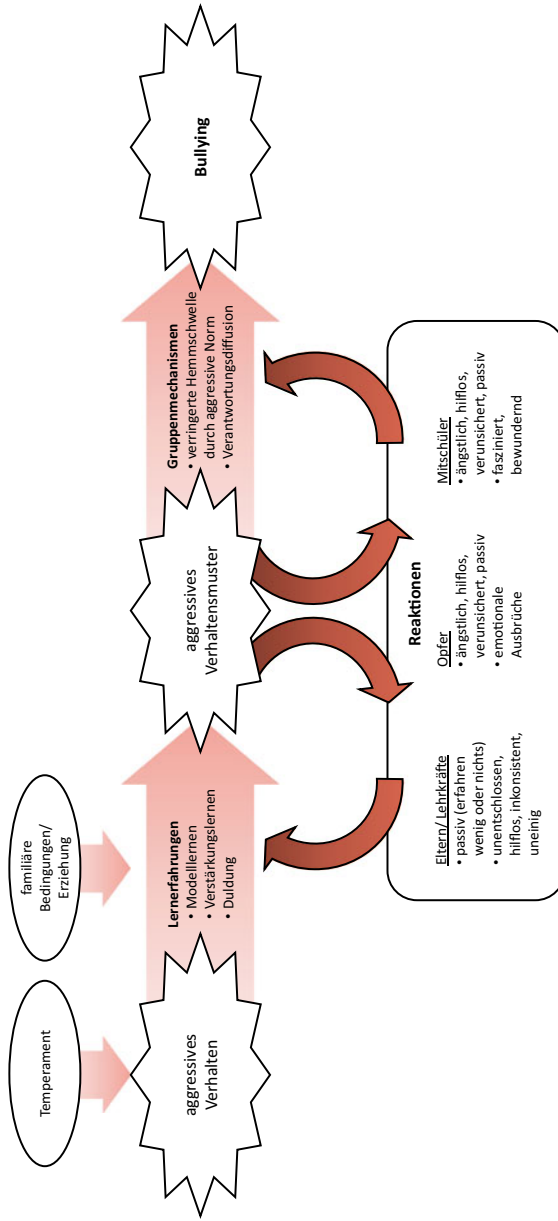 Temperament
familiäre
Bedingungen/
Erziehung
aggressives
Verhalten
Lernerfahrungen
• Modelllernen
• Verstärkungslernen
• Duldung
aggressives
Verhaltensmuster
Gruppenmechanismen
• verringerte Hemmschwelle
durch aggressive Norm
• Verantwortungsdiffusion
Bullying
Reaktionen
Eltern/ Lehrkräfte
• passiv (erfahren
wenig oder nichts)
• unentschlossen,
hilflos, inkonsistent,
uneinig
Opfer
• ängstlich, hilflos,
verunsichert, passiv
• emotionale
Ausbrüche
Mitschüler
• ängstlich, hilflos,
verunsichert, passiv
• fasziniert,
bewundernd